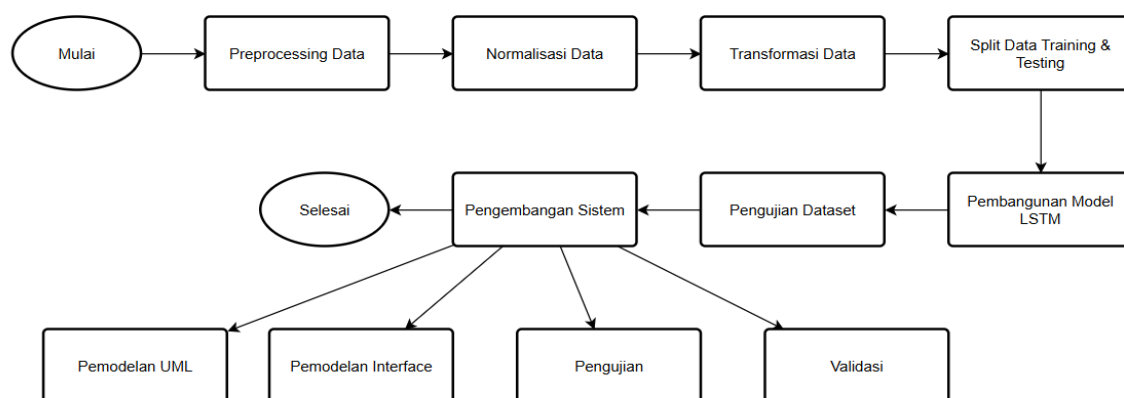 Mulai
Preprocessing Data
Normalisasi Data
Transformasi Data
Split Data Training &
Testing
Selesai
Pengembangan Sistem
Pengujian Dataset
Pembangunan Model
LSTM
Pemodelan UML
Pemodelan Interface
Pengujian
Validasi